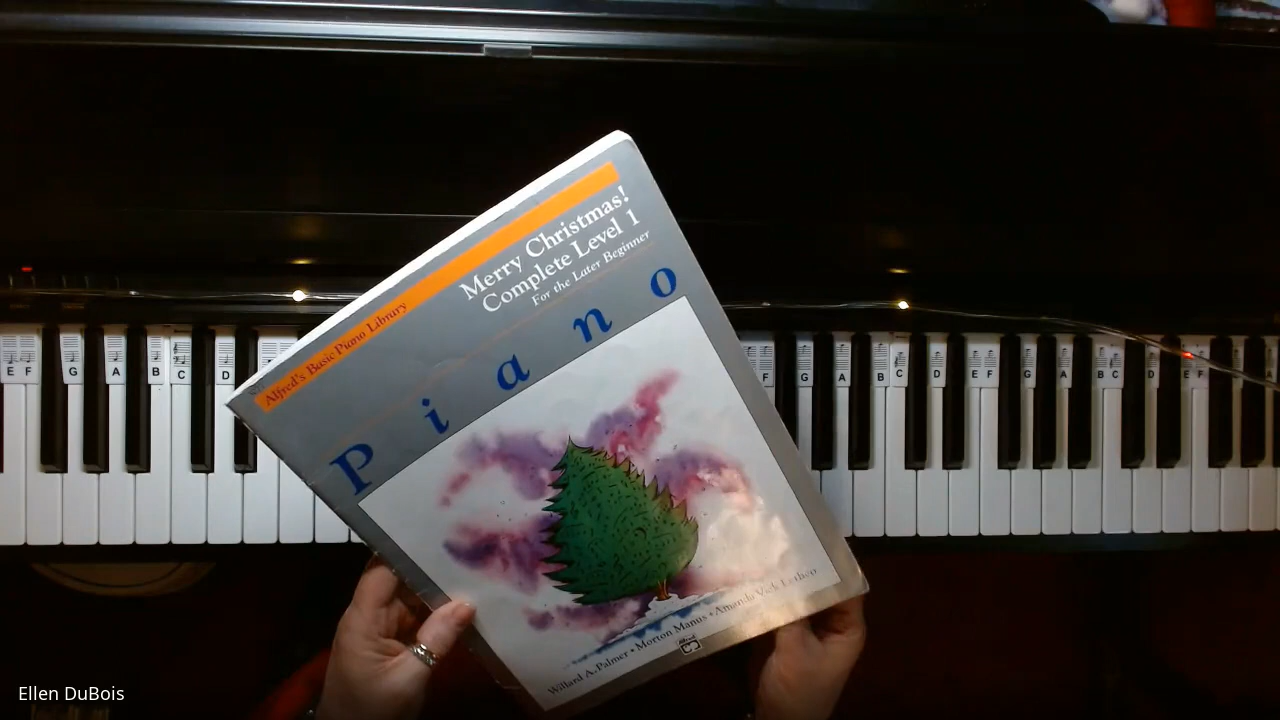 Alfred's Basic Piano Library
Merry Christmas!
Complete Level 1
For the Later Beginner
Piano
Willard A. Palmer • Morton Manus • Amanda Vick Lethco
Alfred
E F G A B C D F G A B C D E F G A B C D E F A
Ellen DuBois